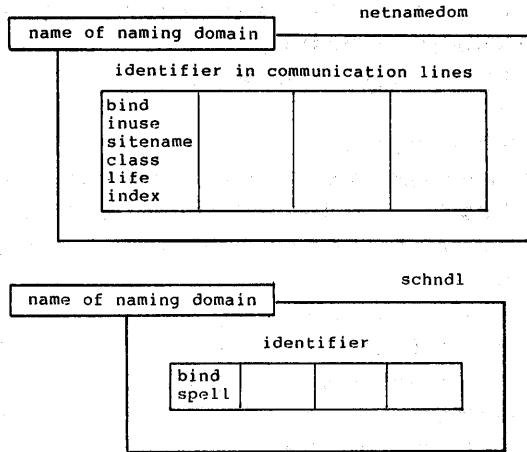 netnamedom
name of naming domain
identifier in communication lines
bind
inuse
sitename
class
life
index
schndl
name of naming domain
identifier
bind
spell